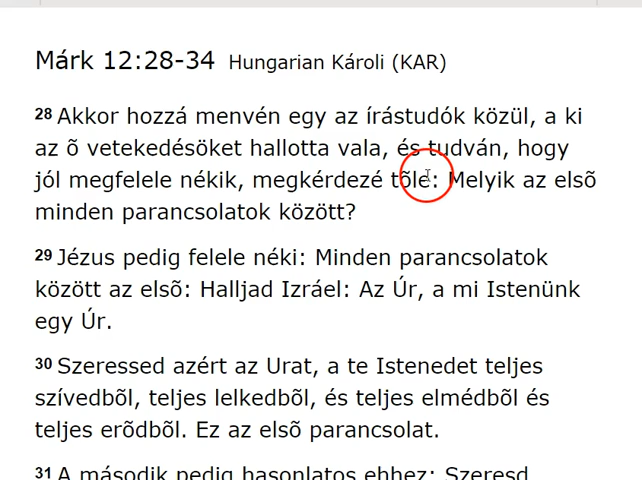 Márk 12:28-34 Hungarian Károli (KAR)
28 Akkor hozzá menvén egy az írástudók közül, a ki
az õ vetekedésöket hallotta vala, és tudván, hogy
jól megfelele nékik, megkérdezé tõle: Melyik az elsõ
minden parancsolatok között?
29 Jézus pedig felele néki: Minden parancsolatok
között az elsõ: Halljad Izráel: Az Úr, a mi Istenünk
egy Úr.
30 Szeressed azért az Urat, a te Istenedet teljes
szívedbõl, teljes lelkedbõl, és teljes elmédbõl és
teljes erõdbõl. Ez az elsõ parancsolat.
31 A második pedig hasonlatos ehhez: Szeresd